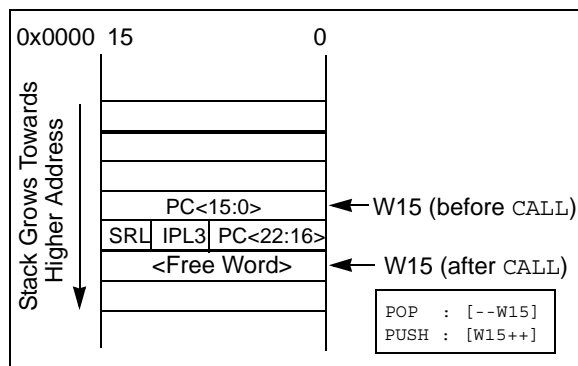 0x0000 15 0
Stack Grows Towards
Higher Address
PC<15:0>
W15 (before CALL)
SRL IPL3 PC<22:16>
<Free Word>
W15 (after CALL)
POP : [--W15]
PUSH : [W15++]